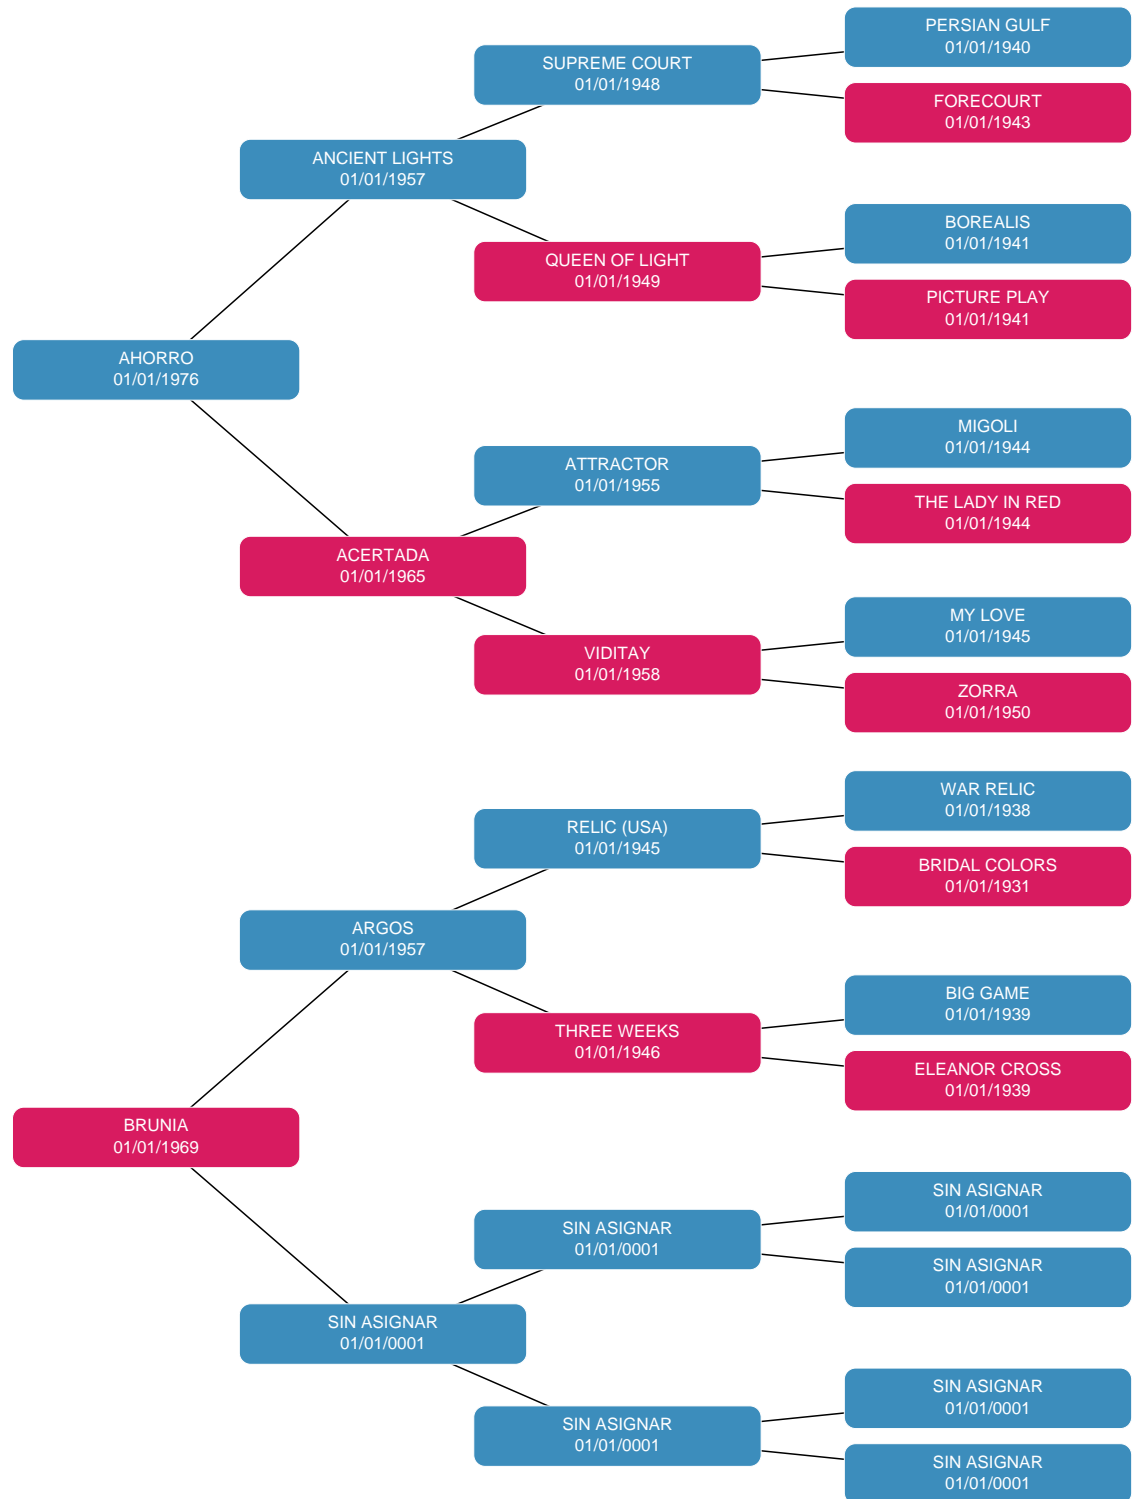 PERSIAN GULF
01/01/1940
SUPREME COURT
01/01/1948
FORECOURT
01/01/1943
ANCIENT LIGHTS
01/01/1957
BOREALIS
01/01/1941
QUEEN OF LIGHT
01/01/1949
PICTURE PLAY
01/01/1941
AHORRO
01/01/1976
MIGOLI
01/01/1944
ATTRACTOR
01/01/1955
THE LADY IN RED
01/01/1944
ACERTADA
01/01/1965
MY LOVE
01/01/1945
VIDITAY
01/01/1958
ZORRA
01/01/1950
WAR RELIC
01/01/1938
RELIC (USA)
01/01/1945
BRIDAL COLORS
01/01/1931
ARGOS
01/01/1957
BIG GAME
01/01/1939
THREE WEEKS
01/01/1946
ELEANOR CROSS
01/01/1939
BRUNIA
01/01/1969
SIN ASIGNAR
01/01/0001
SIN ASIGNAR
01/01/0001
SIN ASIGNAR
01/01/0001
SIN ASIGNAR
01/01/0001
SIN ASIGNAR
01/01/0001
SIN ASIGNAR
01/01/0001
SIN ASIGNAR
01/01/0001